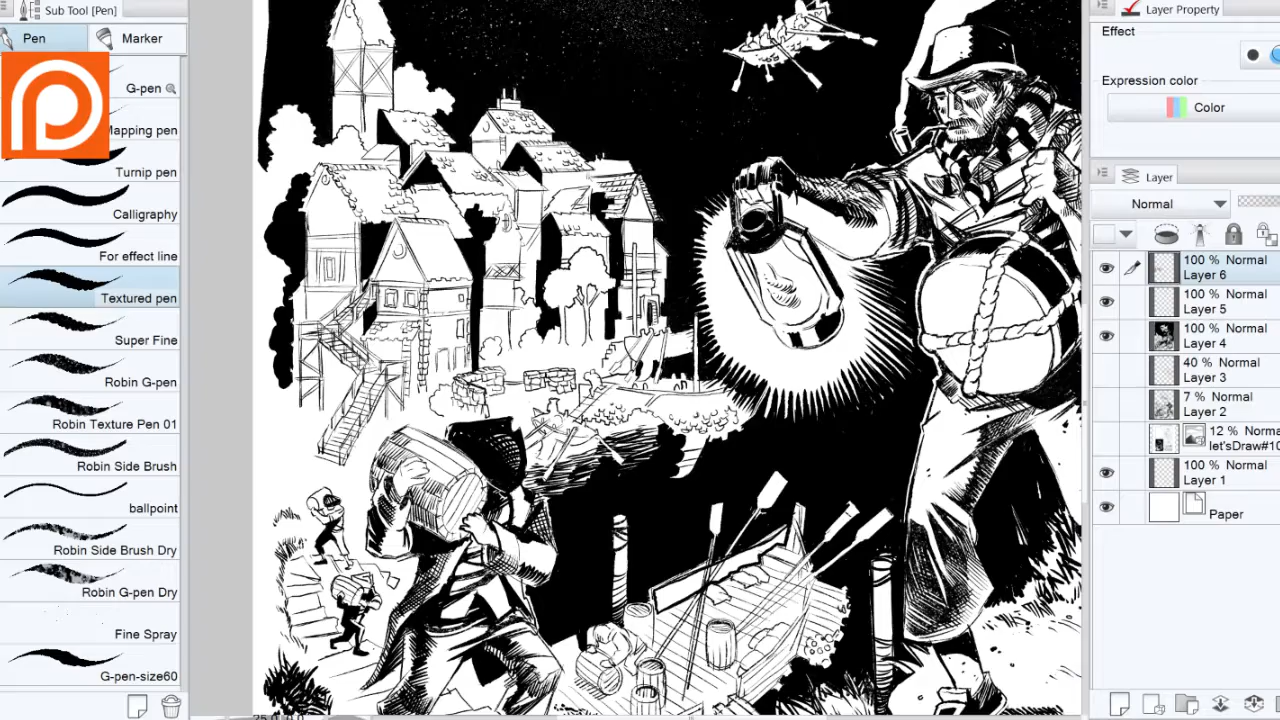 Sub Tool [Pen]
Pen
Marker
G-pen
Mapping pen
Turnip pen
Calligraphy
For effect line
Textured pen
Super Fine
Robin G-pen
Robin Texture Pen 01
Robin Side Brush
ballpoint
Robin Side Brush Dry
Robin G-pen Dry
Fine Spray
G-pen-size60
Layer Property
Effect
Expression color
Color
Layer
Normal
100 % Normal
Layer 6
100 % Normal
Layer 5
100 % Normal
Layer 4
40 % Normal
Layer 3
7 % Normal
Layer 2
12 % Norma
let'sDraw#10
100 % Normal
Layer 1
Paper